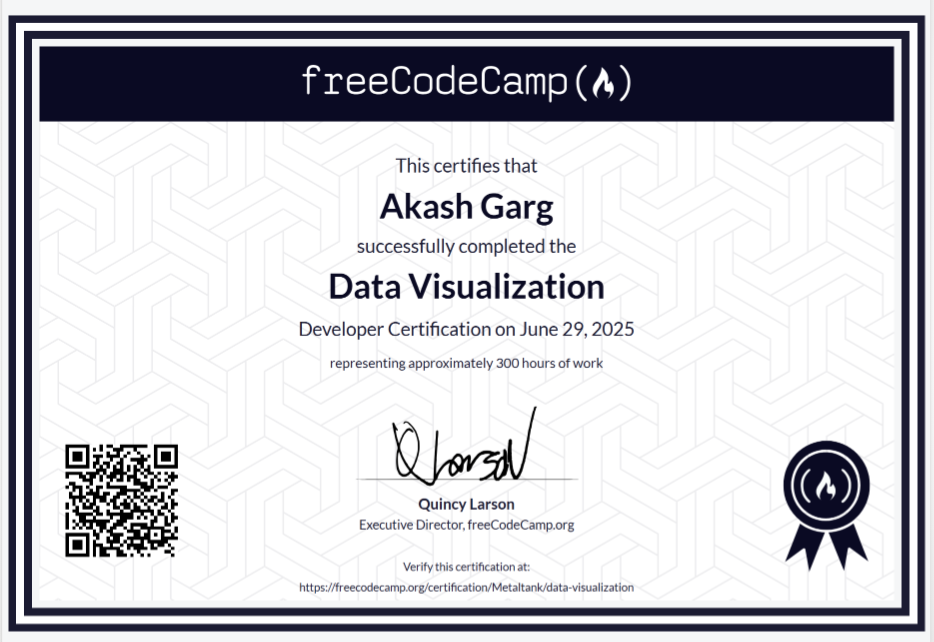 freeCodeCamp
This certifies that
Akash Garg
successfully completed the
Data Visualization
Developer Certification on June 29, 2025
representing approximately 300 hours of work
Quincy Larson
Executive Director, freeCodeCamp.org
Verify this certification at:
https://freecodecamp.org/certification/Metaltank/data-visualization